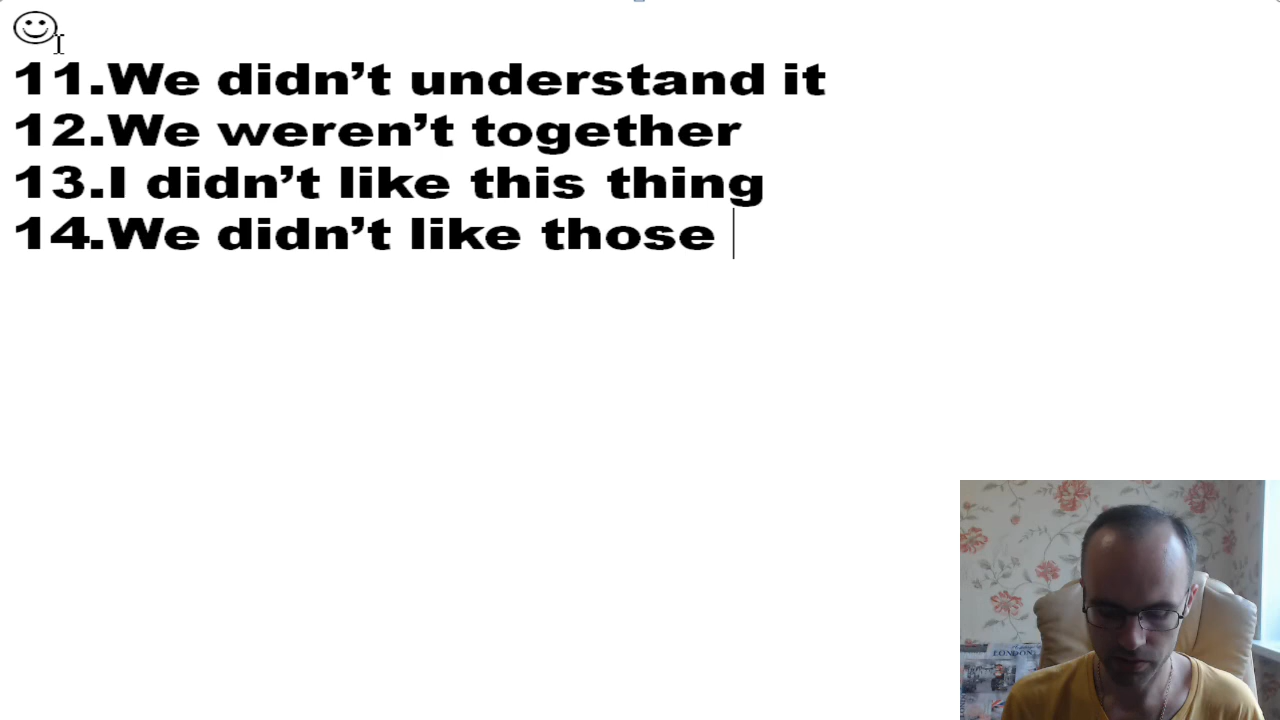 11.We didn’t understand it
12.We weren’t together
13.I didn’t like this thing
14.We didn’t like those
LONDON